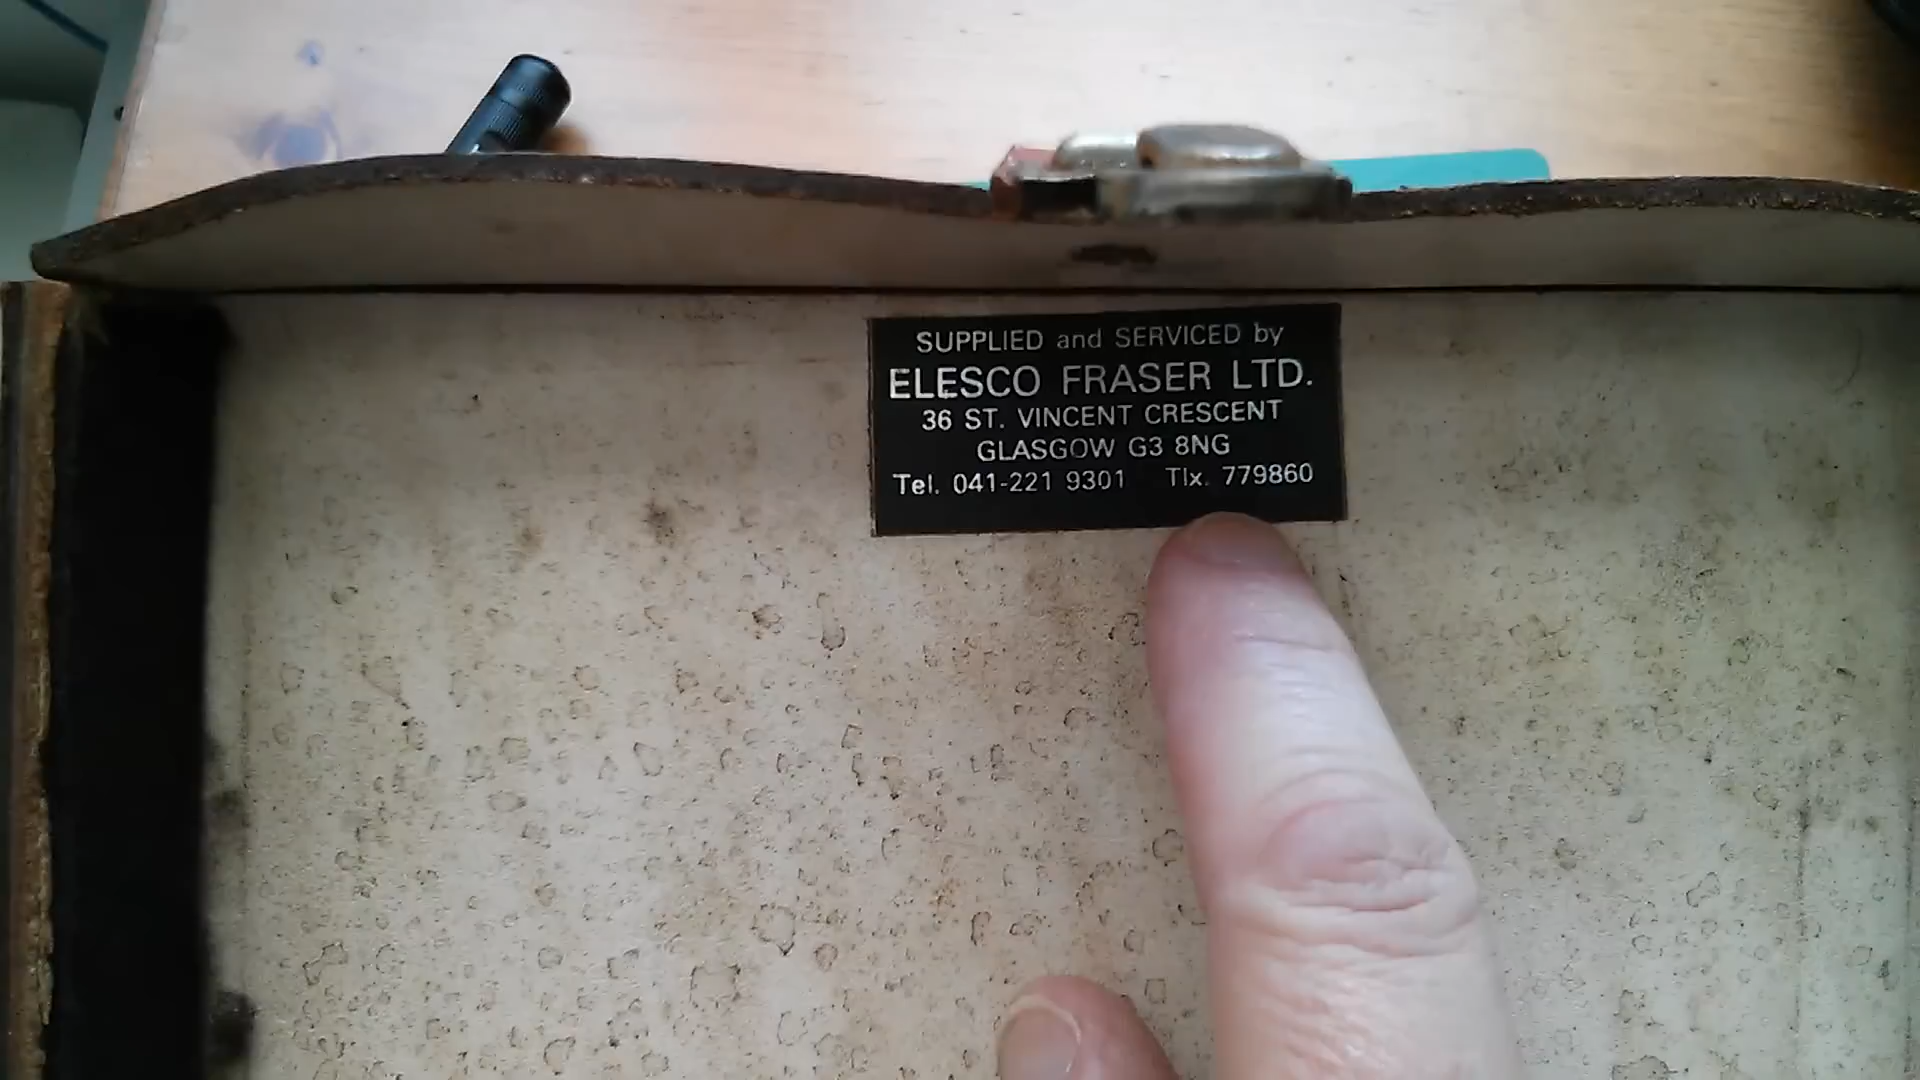 SUPPLIED and SERVICED by
ELESCO FRASER LTD.
36 ST. VINCENT CRESCENT
GLASGOW G3 8NG
Tel. 041-221 9301 Tlx. 779860